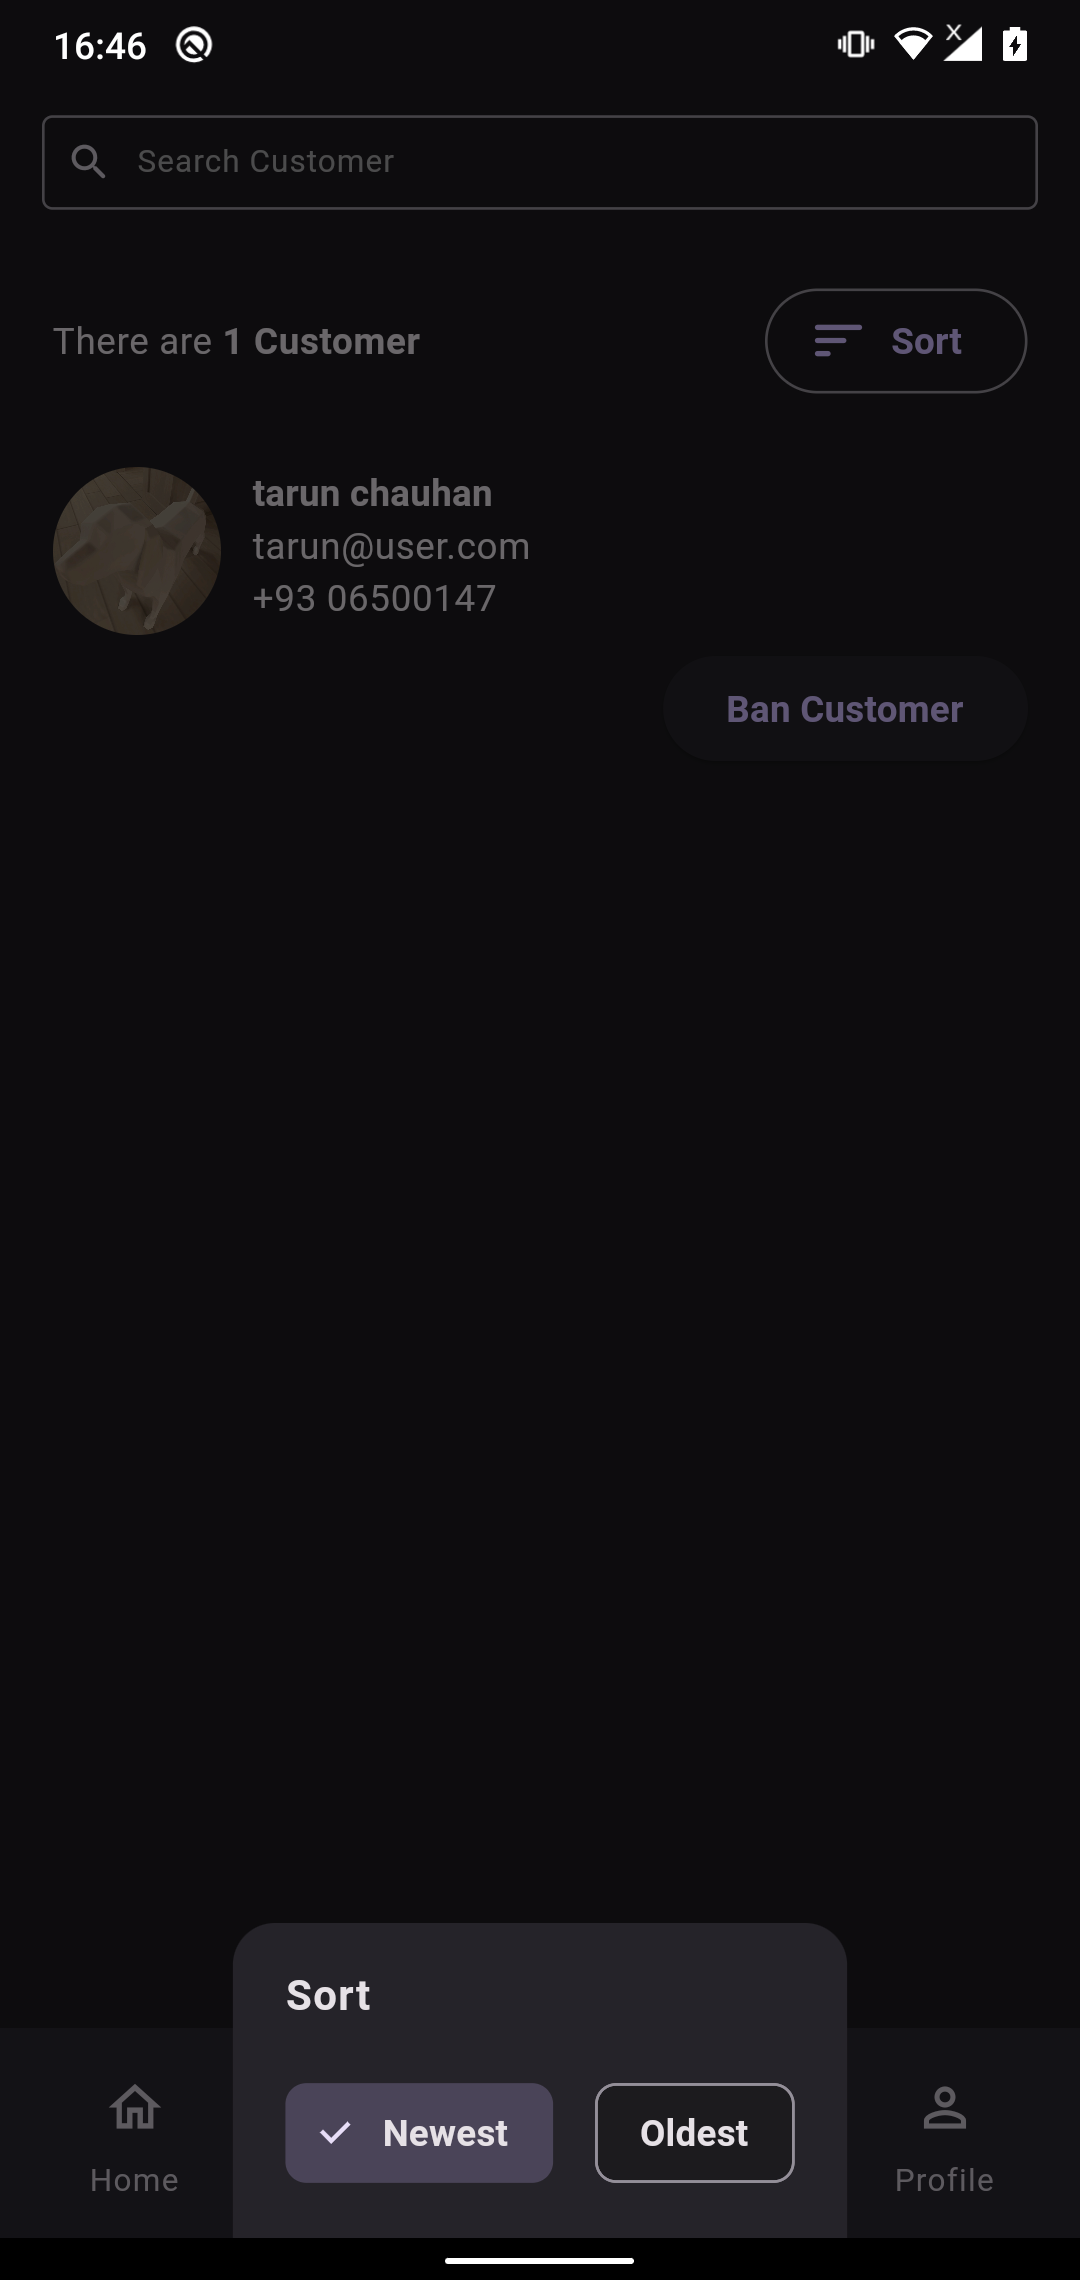 16:46
Search Customer
There are 1 Customer
Sort
tarun chauhan
tarun@user.com
+93 06500147
Ban Customer
Sort
Newest
Oldest
Home
Profile